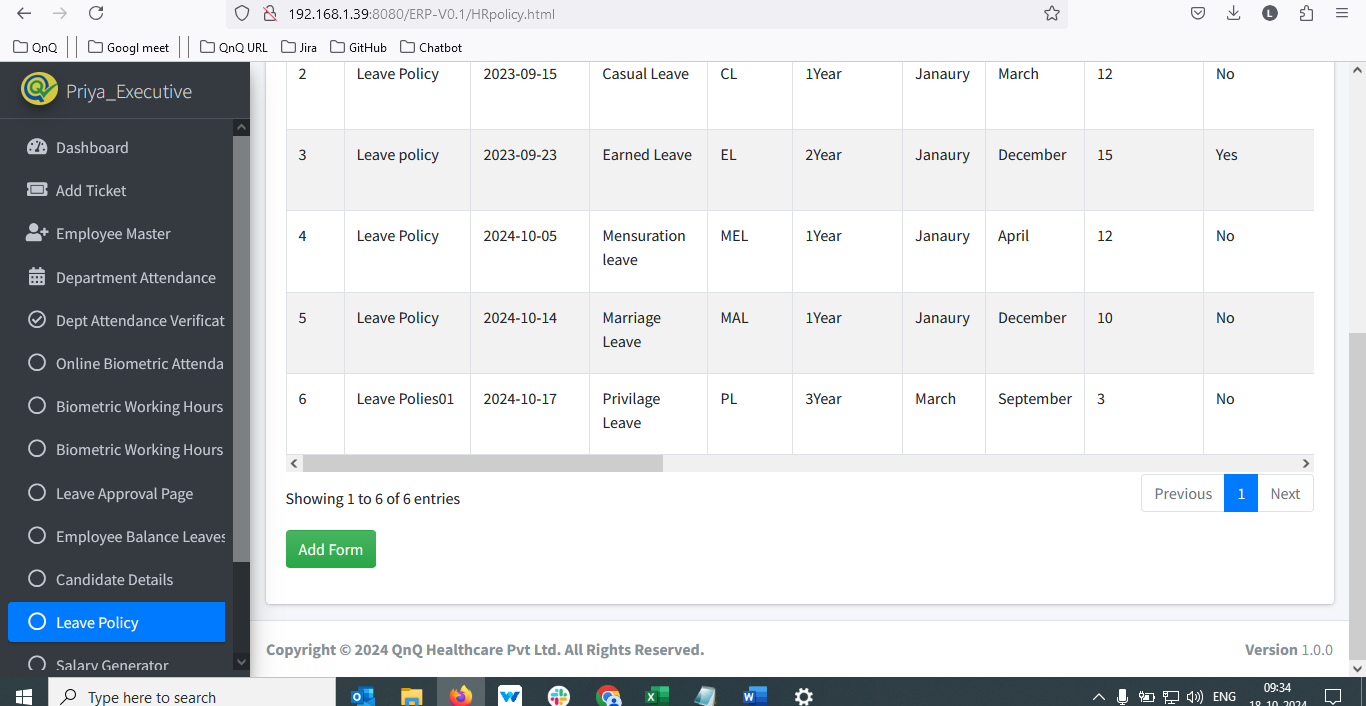 192.168.1.39:8080/ERP-V0.1/HRpolicy.html
L
QnQ Googl meet QnQ URL Jira GitHub Chatbot
Priya_Executive
Dashboard
Add Ticket
Employee Master
Department Attendance
Dept Attendance Verificat
Online Biometric Attenda
Biometric Working Hours
Biometric Working Hours
Leave Approval Page
Employee Balance Leaves
Candidate Details
Leave Policy
Salary Generator
2 Leave Policy 2023-09-15 Casual Leave CL 1Year Janaury March 12 No
3 Leave policy 2023-09-23 Earned Leave EL 2Year Janaury December 15 Yes
4 Leave Policy 2024-10-05 Mensuration MEL 1Year Janaury April 12 No
leave
5 Leave Policy 2024-10-14 Marriage MAL 1Year Janaury December 10 No
Leave
6 Leave Polies01 2024-10-17 Privilage PL 3Year March September 3 No
Leave
Showing 1 to 6 of 6 entries
Previous 1 Next
Add Form
Copyright © 2024 QnQ Healthcare Pvt Ltd. All Rights Reserved.
Version 1.0.0
Type here to search
ENG
09:34
18-10-2024